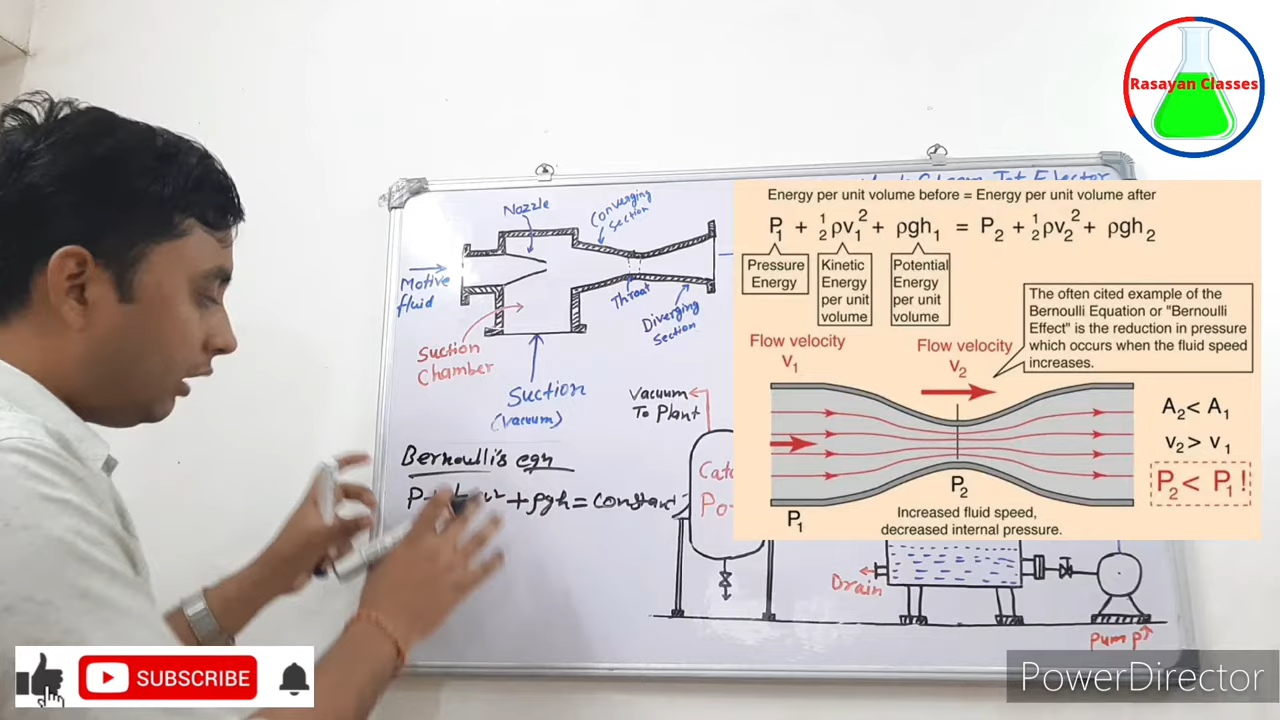 Rasayan Classes
Steam Jet Ejector
Nozzle
Converging
section
Motive
fluid
Throat
Diverging
Section
Suction
Chamber
Suction
(Vacuum)
Vacuum
To Plant
Bernoulli's eqn
+ ρgh = constant
Drain
Pump
Energy per unit volume before = Energy per unit volume after
P₁ + ½ρv₁² + ρgh₁ = P₂ + ½ρv₂² + ρgh₂
Pressure
Energy
Kinetic
Energy
per unit
volume
Potential
Energy
per unit
volume
The often cited example of the
Bernoulli Equation or "Bernoulli
Effect" is the reduction in pressure
which occurs when the fluid speed
increases.
Flow velocity
v₁
Flow velocity
v₂
A₂ < A₁
v₂ > v₁
P₂ < P₁ !
P₂
P₁
Increased fluid speed,
decreased internal pressure.
SUBSCRIBE
PowerDirector